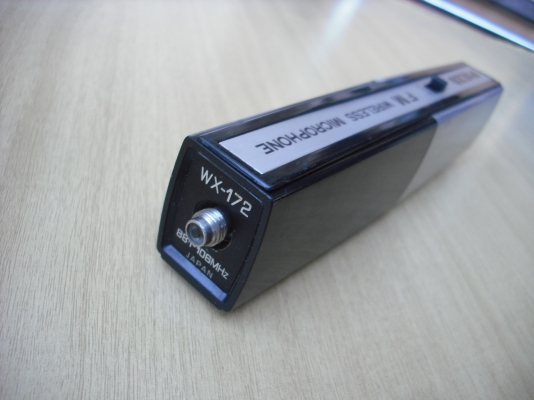 WX-172
88~108MHz
JAPAN
FM WIRELESS MICROPHONE